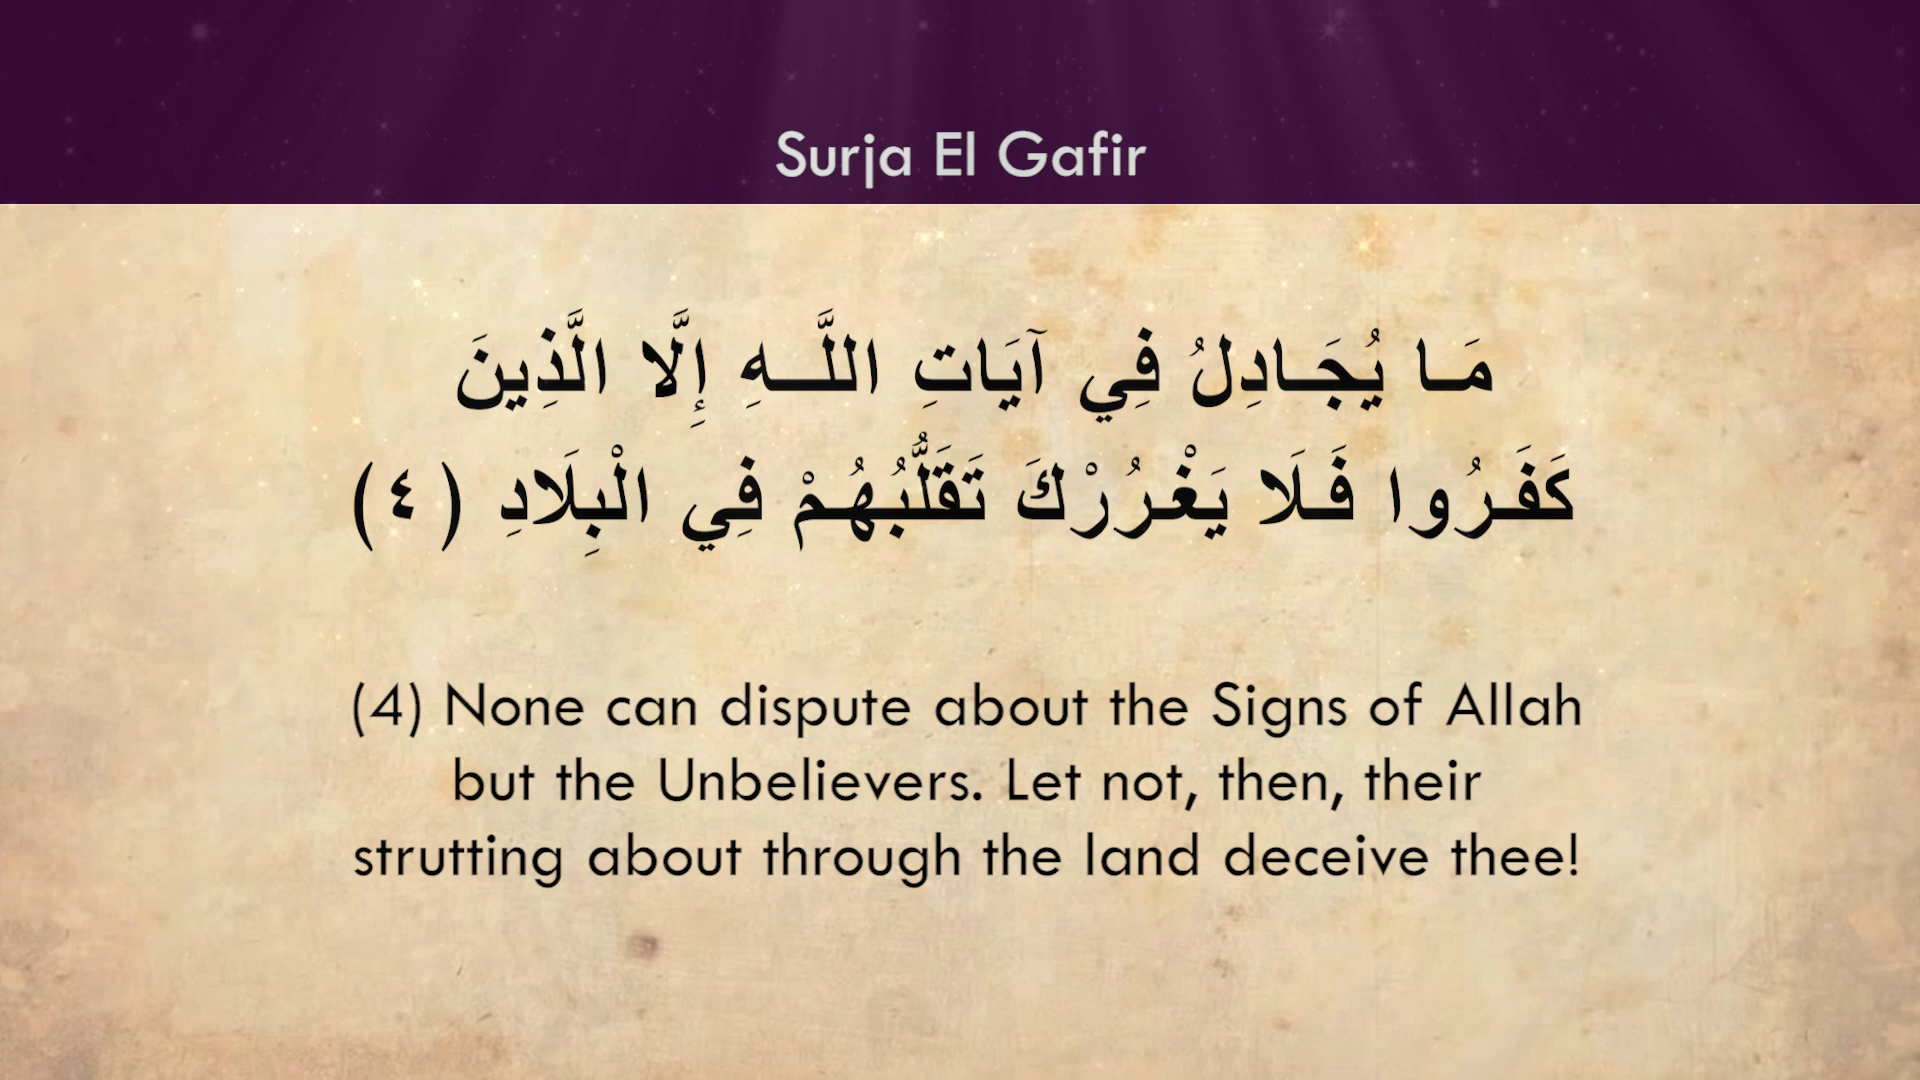 Surja El Gafir
مَـا يُجَـادِلُ فِي آيَاتِ اللَّـهِ إِلَّا الَّذِينَ
كَفَـرُوا فَـلَا يَغْـرُرْكَ تَقَلُّبُهُـمْ فِي الْبِلَادِ ( ٤ )
(4) None can dispute about the Signs of Allah
but the Unbelievers. Let not, then, their
strutting about through the land deceive thee!